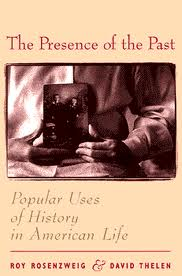 The Presence of the Past
Popular Uses
of History
in American Life
ROY ROSENZWEIG & DAVID THELEN